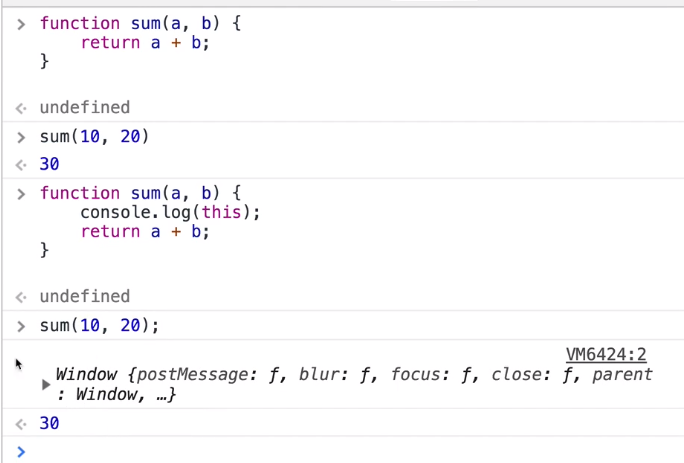 > function sum(a, b) {
    return a + b;
}
<· undefined
> sum(10, 20)
<· 30
> function sum(a, b) {
    console.log(this);
    return a + b;
}
<· undefined
> sum(10, 20);
VM6424:2
▶ Window {postMessage: ƒ, blur: ƒ, focus: ƒ, close: ƒ, parent
: Window, …}
<· 30
>